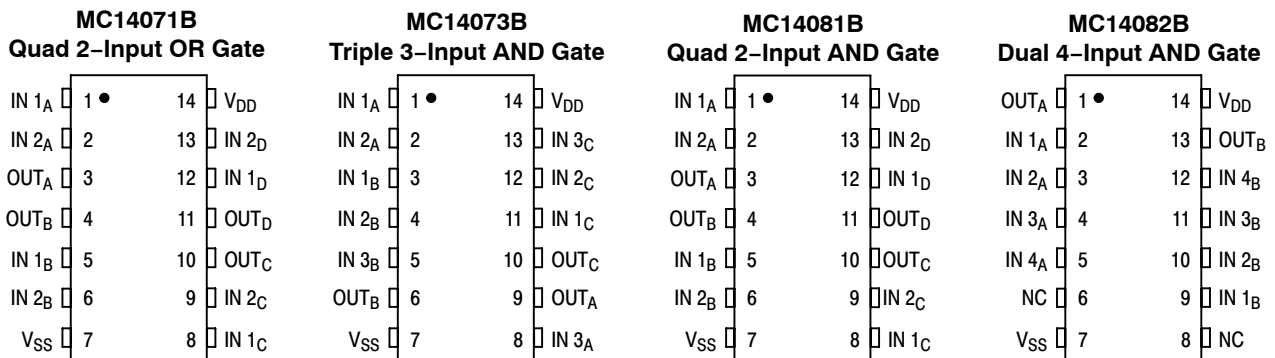 MC14071B
Quad 2−Input OR Gate
IN 1A 1 14 VDD
IN 2A 2 13 IN 2D
OUTA 3 12 IN 1D
OUTB 4 11 OUTD
IN 1B 5 10 OUTC
IN 2B 6 9 IN 2C
VSS 7 8 IN 1C
MC14073B
Triple 3−Input AND Gate
IN 1A 1 14 VDD
IN 2A 2 13 IN 3C
IN 1B 3 12 IN 2C
IN 2B 4 11 IN 1C
IN 3B 5 10 OUTC
OUTB 6 9 OUTA
VSS 7 8 IN 3A
MC14081B
Quad 2−Input AND Gate
IN 1A 1 14 VDD
IN 2A 2 13 IN 2D
OUTA 3 12 IN 1D
OUTB 4 11 OUTD
IN 1B 5 10 OUTC
IN 2B 6 9 IN 2C
VSS 7 8 IN 1C
MC14082B
Dual 4−Input AND Gate
OUTA 1 14 VDD
IN 1A 2 13 OUTB
IN 2A 3 12 IN 4B
IN 3A 4 11 IN 3B
IN 4A 5 10 IN 2B
NC 6 9 IN 1B
VSS 7 8 NC